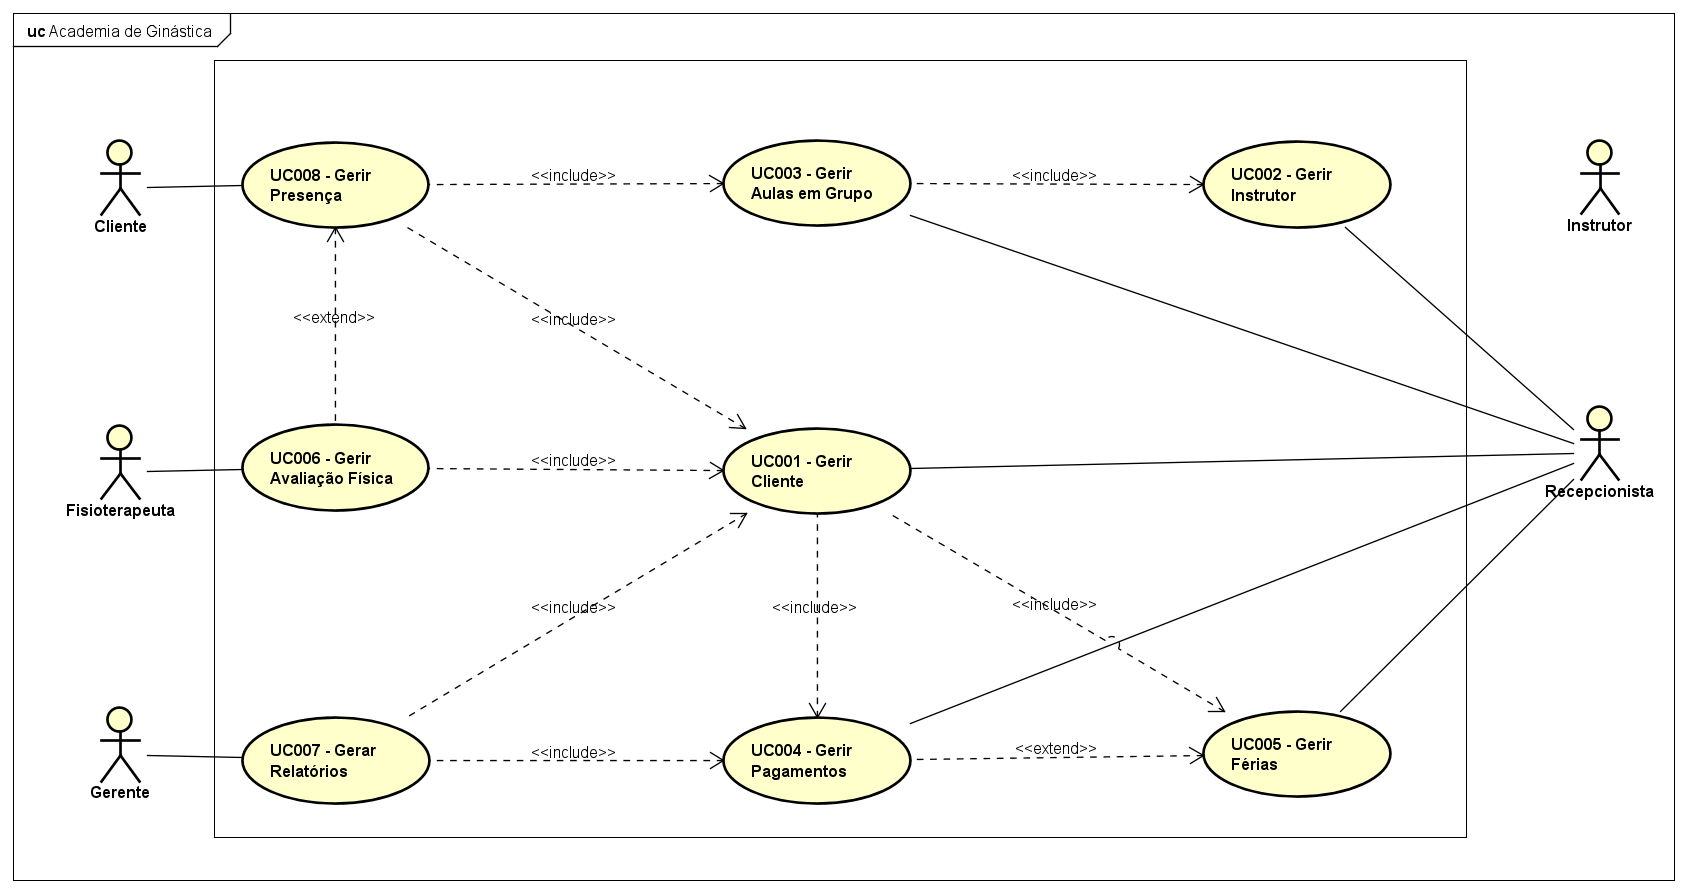 uc Academia de Ginástica
UC008 - Gerir
Presença
<<include>>
UC003 - Gerir
Aulas em Grupo
<<include>>
UC002 - Gerir
Instrutor
Cliente
Instrutor
<<extend>>
<<include>>
UC006 - Gerir
Avaliação Física
<<include>>
UC001 - Gerir
Cliente
Fisioterapeuta
Recepcionista
<<include>>
<<include>>
<<include>>
UC007 - Gerar
Relatórios
<<include>>
UC004 - Gerir
Pagamentos
<<extend>>
UC005 - Gerir
Férias
Gerente